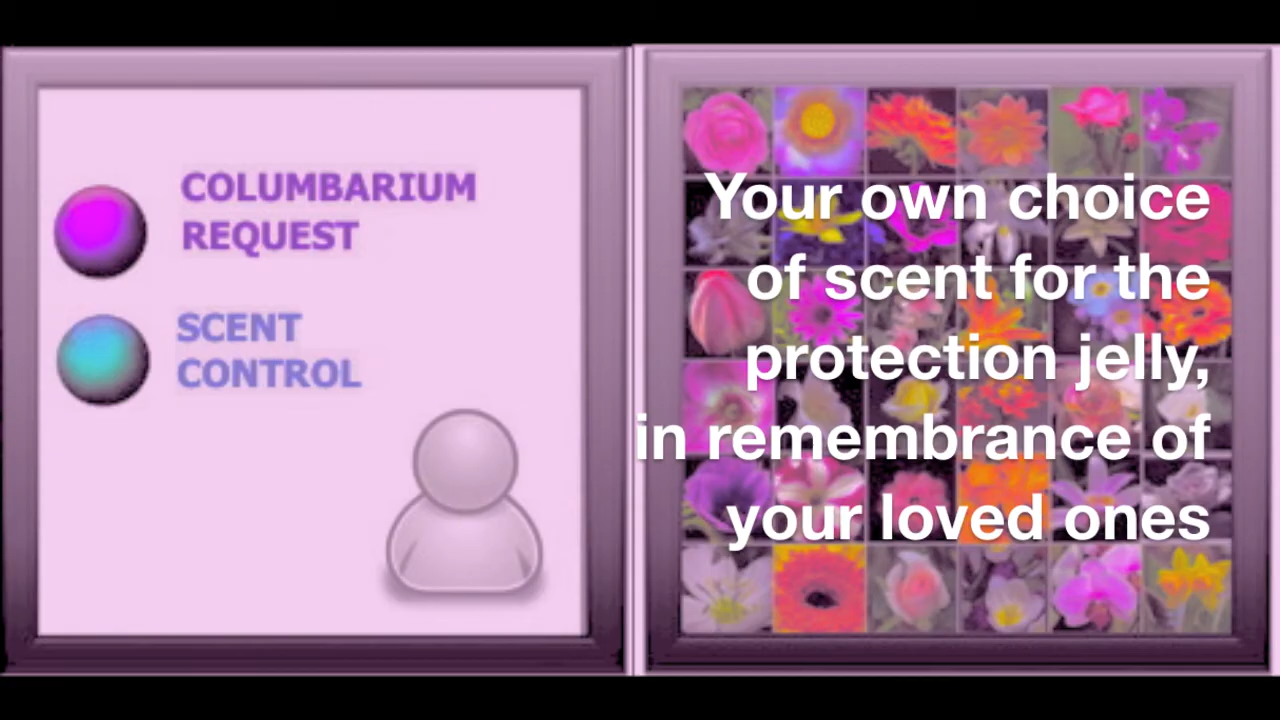 COLUMBARIUM
REQUEST
SCENT
CONTROL
Your own choice
of scent for the
protection jelly,
in remembrance of
your loved ones